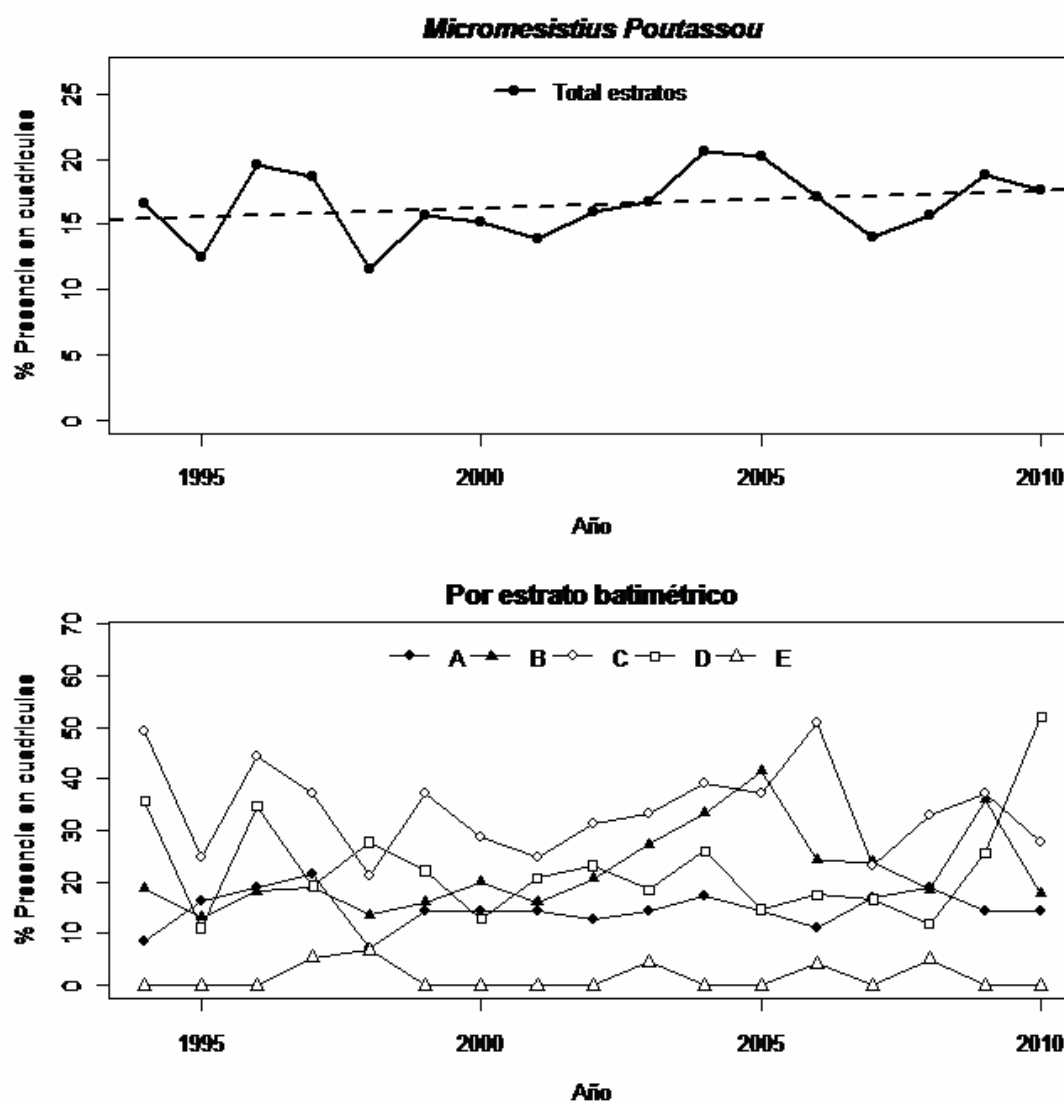 Micromesistius Poutassou
Total estratos
% Presencia en cuadrículas
25
20
15
10
5
0
1995 2000 2005 2010
Año
Por estrato batimétrico
A B C D E
% Presencia en cuadrículas
70
60
50
40
30
20
10
0
1995 2000 2005 2010
Año